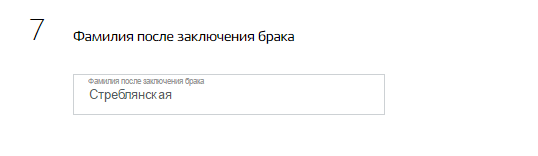 7
Фамилия после заключения брака
Фамилия после заключения брака
Стреблянская